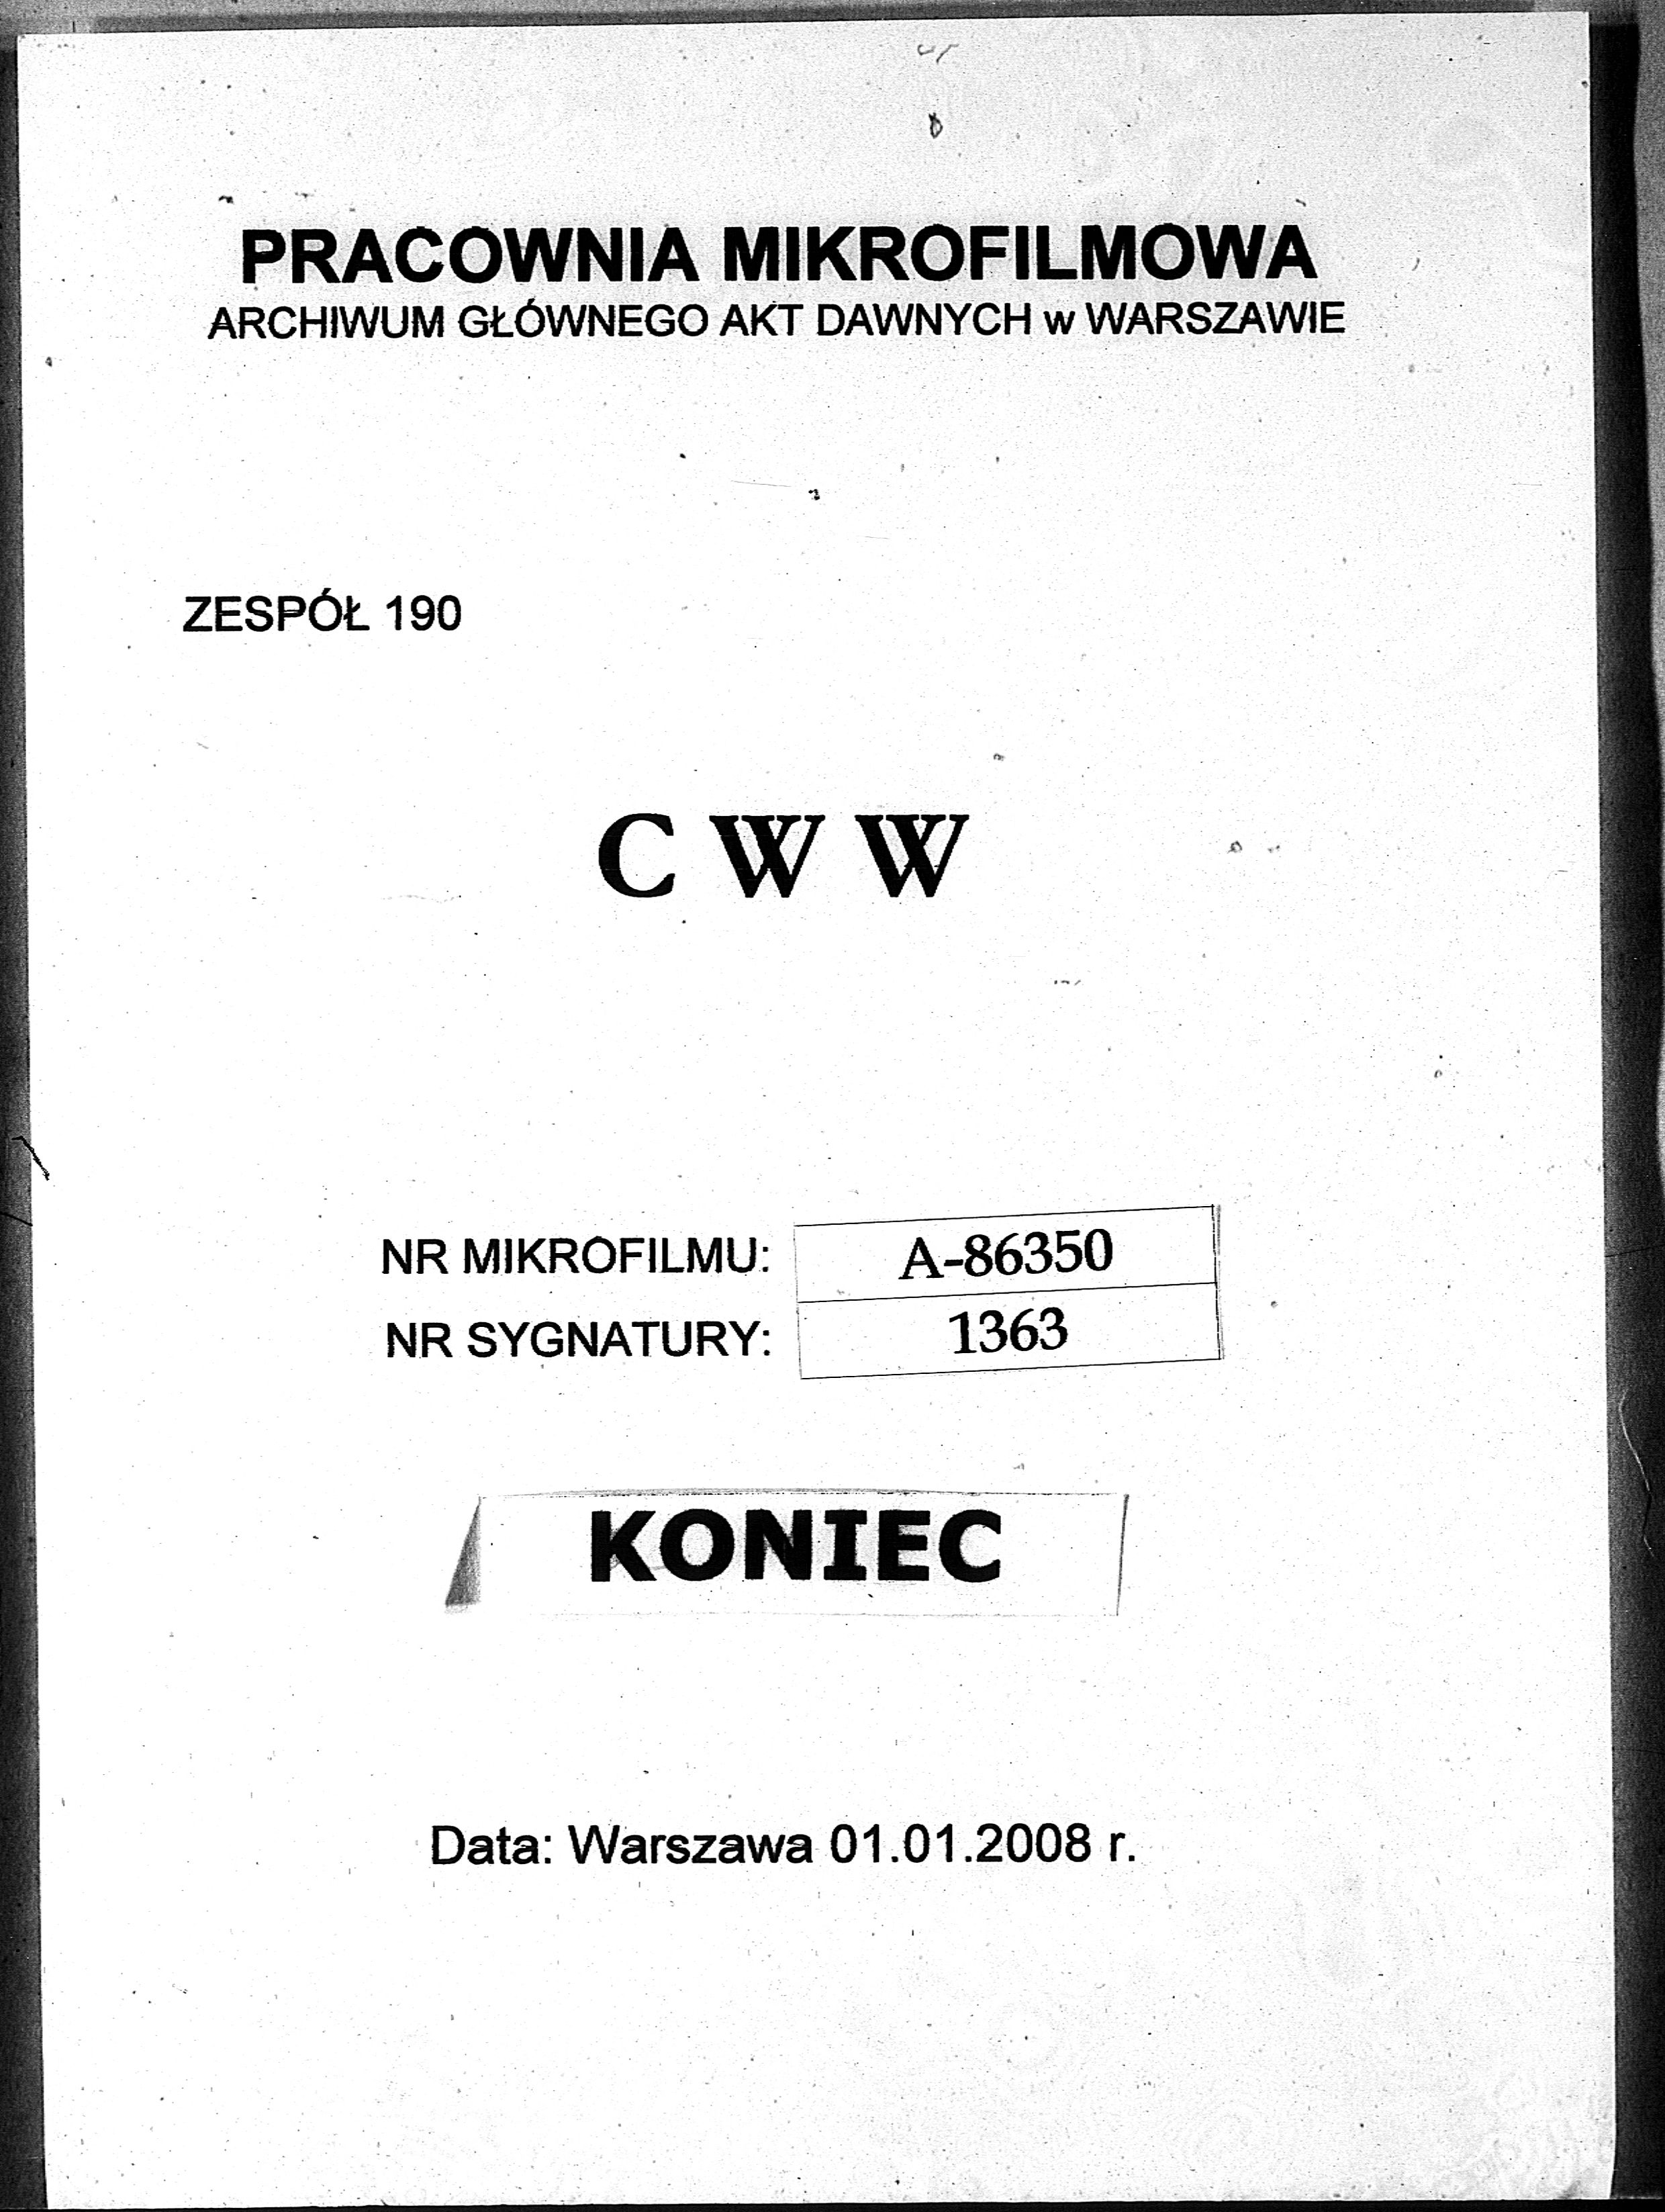 PRACOWNIA MIKROFILMOWA
ARCHIWUM GŁÓWNEGO AKT DAWNYCH w WARSZAWIE
ZESPÓŁ 190
C W W
NR MIKROFILMU: A-86350
NR SYGNATURY: 1363
KONIEC
Data: Warszawa 01.01.2008 r.